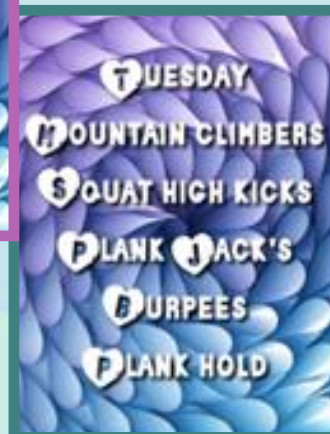 TUESDAY
MOUNTAIN CLIMBERS
SQUAT HIGH KICKS
PLANK JACK'S
BURPEES
PLANK HOLD